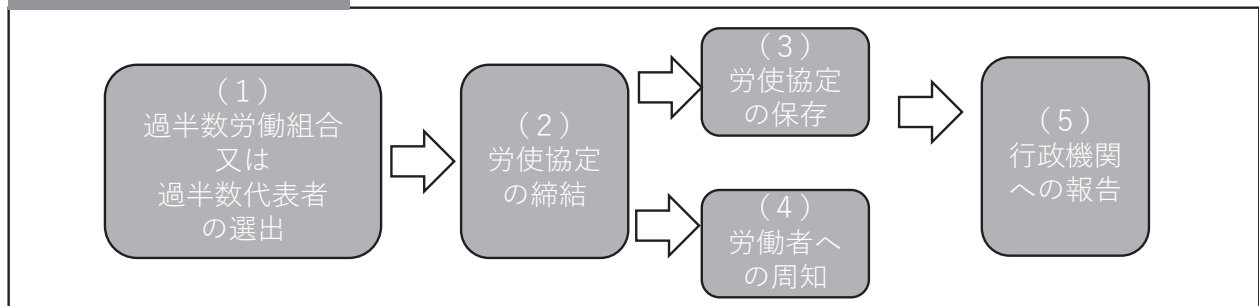 (1)
過半数労働組合
又は
過半数代表者
の選出
(2)
労使協定
の締結
(3)
労使協定
の保存
(4)
労働者へ
の周知
(5)
行政機関
への報告